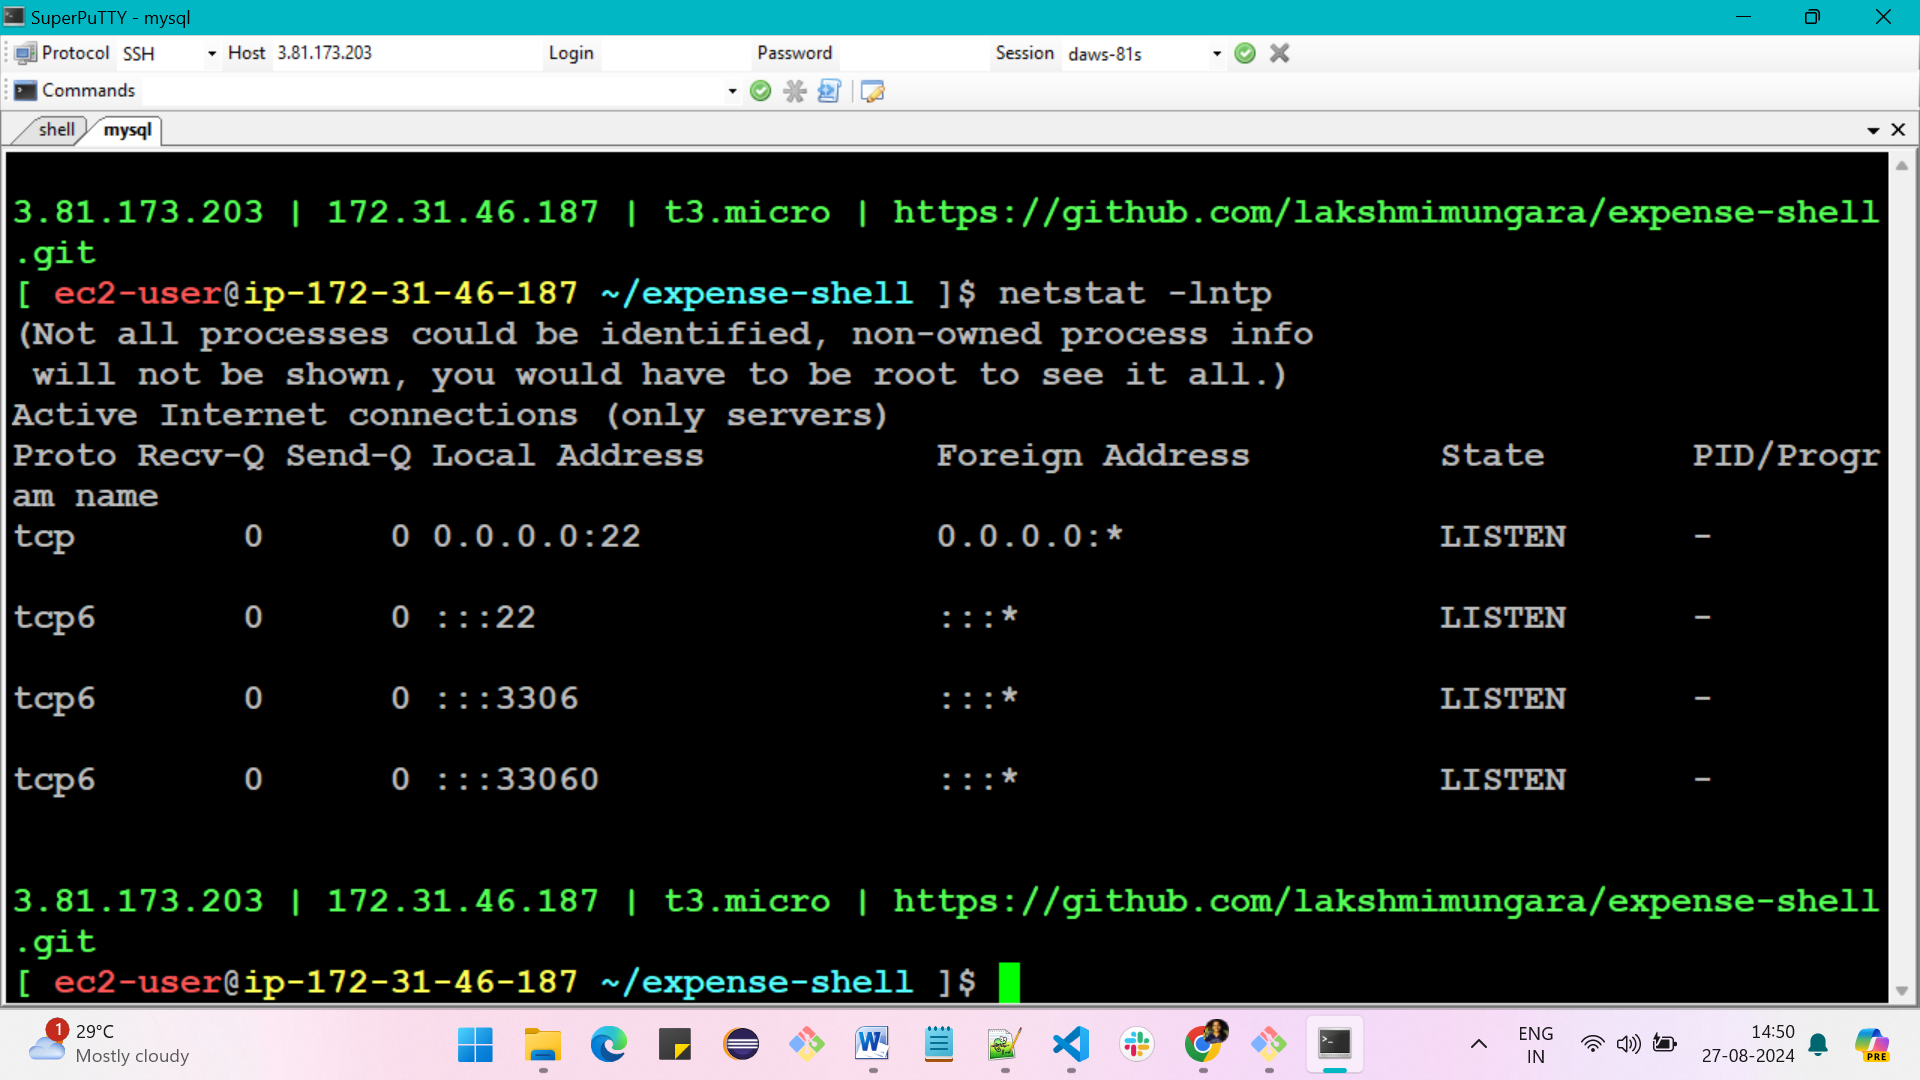 SuperPuTTY - mysql
Protocol SSH Host 3.81.173.203 Login Password Session daws-81s
Commands
shell mysql
3.81.173.203 | 172.31.46.187 | t3.micro | https://github.com/lakshmimungara/expense-shell
.git
[ ec2-user@ip-172-31-46-187 ~/expense-shell ]$ netstat -lntp
(Not all processes could be identified, non-owned process info
will not be shown, you would have to be root to see it all.)
Active Internet connections (only servers)
Proto Recv-Q Send-Q Local Address Foreign Address State PID/Progr
am name
tcp 0 0 0.0.0.0:22 0.0.0.0:* LISTEN -
tcp6 0 0 :::22 :::* LISTEN -
tcp6 0 0 :::3306 :::* LISTEN -
tcp6 0 0 :::33060 :::* LISTEN -
3.81.173.203 | 172.31.46.187 | t3.micro | https://github.com/lakshmimungara/expense-shell
.git
[ ec2-user@ip-172-31-46-187 ~/expense-shell ]$
1 29°C
Mostly cloudy
ENG
IN
14:50
27-08-2024
PRE